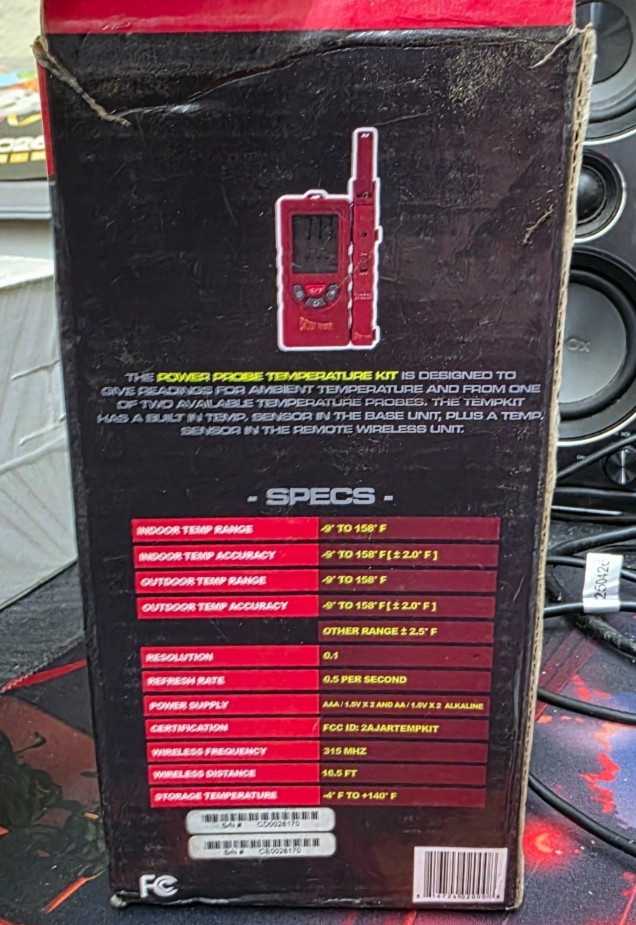 THE POWER PROBE TEMPERATURE KIT IS DESIGNED TO
GIVE READINGS FOR AMBIENT TEMPERATURE AND FROM ONE
OF TWO AVAILABLE TEMPERATURE PROBES. THE TEMPKIT
HAS A BUILT IN TEMP. SENSOR IN THE BASE UNIT, PLUS A TEMP.
SENSOR IN THE REMOTE WIRELESS UNIT.
- SPECS -
INDOOR TEMP RANGE -9° TO 158° F
INDOOR TEMP ACCURACY -9° TO 158° F [ ± 2.0° F ]
OUTDOOR TEMP RANGE -9° TO 158° F
OUTDOOR TEMP ACCURACY -9° TO 158° F [ ± 2.0° F ]
OTHER RANGE ± 2.5° F
RESOLUTION 0.1
REFRESH RATE 0.5 PER SECOND
POWER SUPPLY AAA / 1.5V X 2 AND AA / 1.5V X 2 ALKALINE
CERTIFICATION FCC ID: 2AJARTEMPKIT
WIRELESS FREQUENCY 315 MHZ
WIRELESS DISTANCE 16.5 FT
STORAGE TEMPERATURE -4° F TO +140° F
S/N # CD0026170
S/N # CE0026170
FC
26042